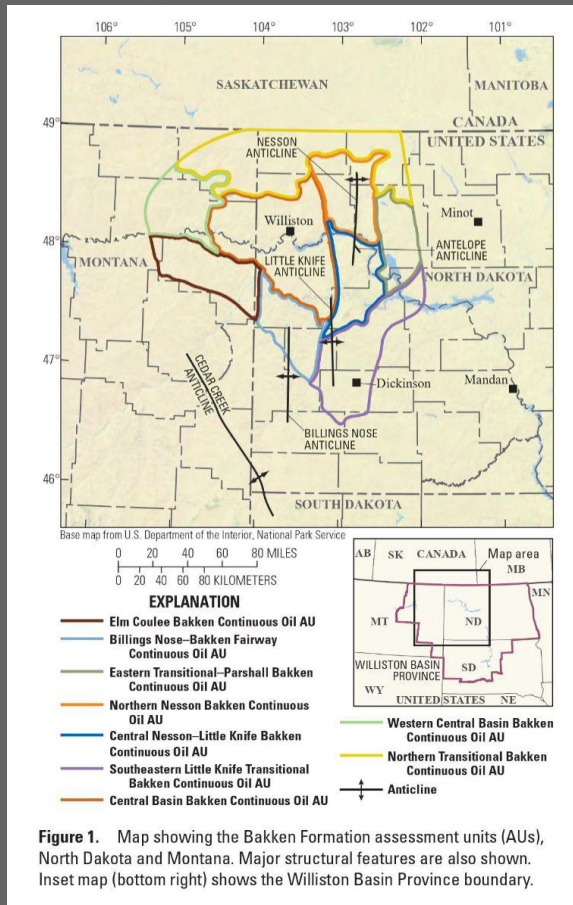 106° 105° 104° 103° 102° 101°
SASKATCHEWAN
MANITOBA
49°
CANADA
UNITED STATES
NESSON
ANTICLINE
Minot
Williston
48°
ANTELOPE
ANTICLINE
LITTLE KNIFE
ANTICLINE
MONTANA
NORTH DAKOTA
47°
CEDAR CREEK
ANTICLINE
Dickinson
Mandan
BILLINGS NOSE
ANTICLINE
46°
SOUTH DAKOTA
Base map from U.S. Department of the Interior, National Park Service
0 20 40 60 80 MILES
0 20 40 60 80 KILOMETERS
EXPLANATION
Elm Coulee Bakken Continuous Oil AU
Billings Nose–Bakken Fairway
Continuous Oil AU
Eastern Transitional–Parshall Bakken
Continuous Oil AU
Northern Nesson Bakken Continuous
Oil AU
Central Nesson–Little Knife Bakken
Continuous Oil AU
Southeastern Little Knife Transitional
Bakken Continuous Oil AU
Central Basin Bakken Continuous Oil AU
AB SK CANADA Map area
MB
MN
MT ND
WILLISTON BASIN
PROVINCE
SD
WY
UNITED STATES NE
Western Central Basin Bakken
Continuous Oil AU
Northern Transitional Bakken
Continuous Oil AU
Anticline
Figure 1. Map showing the Bakken Formation assessment units (AUs),
North Dakota and Montana. Major structural features are also shown.
Inset map (bottom right) shows the Williston Basin Province boundary.